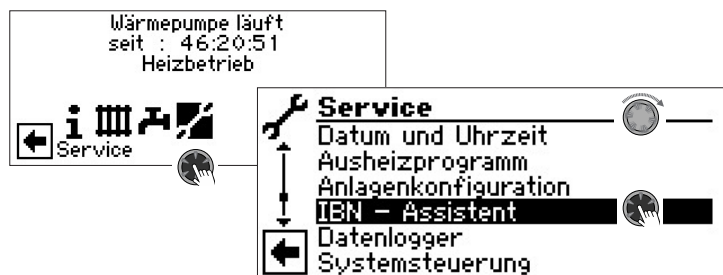 Wärmepumpe läuft
seit : 46:20:51
Heizbetrieb
Service
Service
Datum und Uhrzeit
Ausheizprogramm
Anlagenkonfiguration
IBN - Assistent
Datenlogger
Systemsteuerung